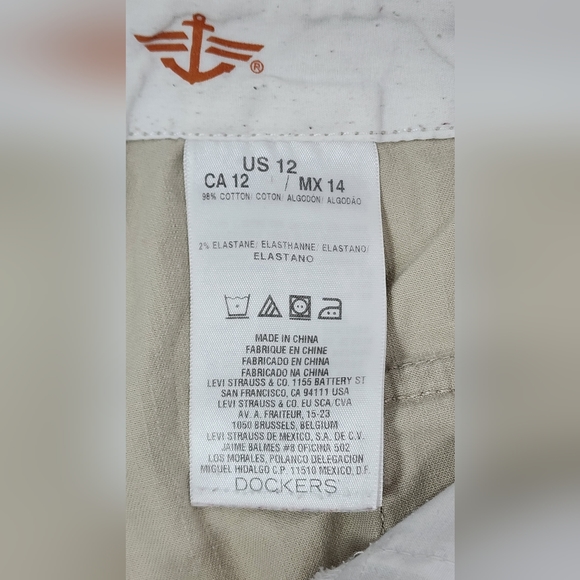 ®
US 12
CA 12 / MX 14
98% COTTON/ COTON/ ALGODON/ ALGODÃO
2% ELASTANE/ ELASTHANNE/ ELASTANO/
ELASTANO
MADE IN CHINA
FABRIQUE EN CHINE
FABRICADO EN CHINA
FABRICADO NA CHINA
LEVI STRAUSS & CO. 1155 BATTERY ST
SAN FRANCISCO, CA 94111 USA
LEVI STRAUSS & CO. EU SCA/CVA
AV. A. FRAITEUR, 15-23
1050 BRUSSELS, BELGIUM
LEVI STRAUSS DE MEXICO, S.A. DE C.V.
JAIME BALMES #8 OFICINA 502
LOS MORALES, POLANCO DELEGACION
MIGUEL HIDALGO C.P. 11510 MEXICO, D.F.
DOCKERS®